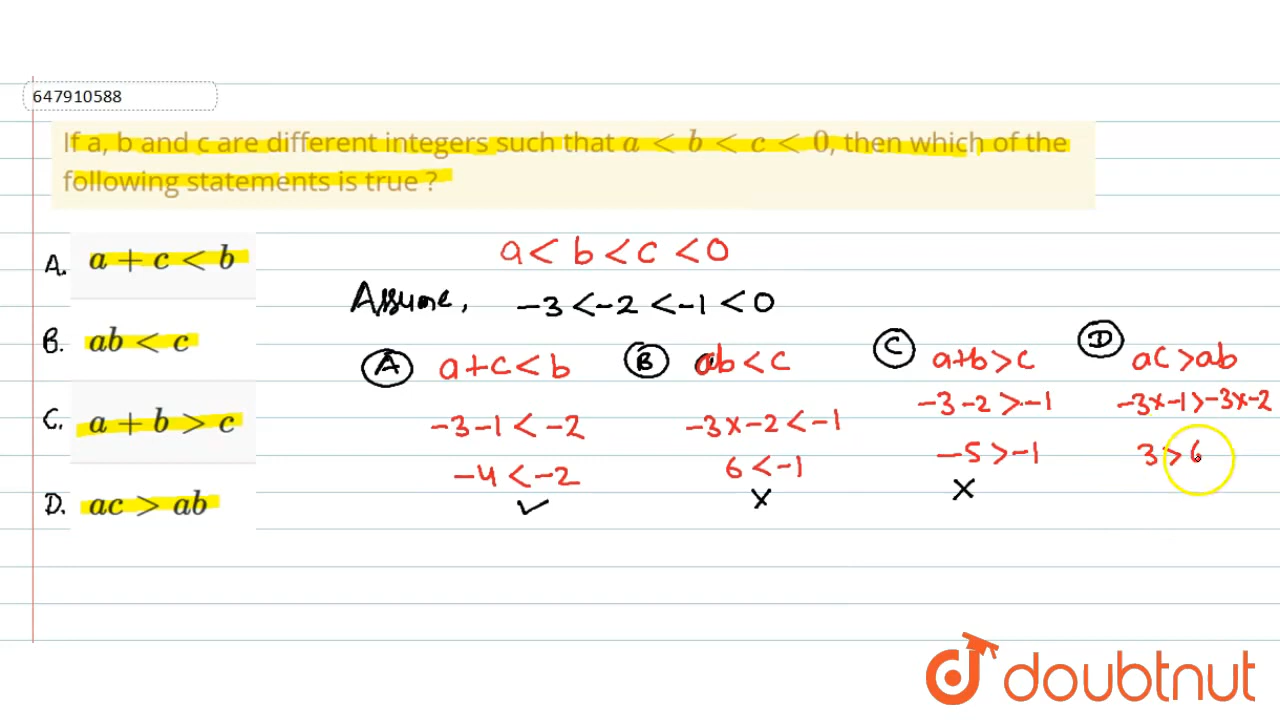 647910588
If a, b and c are different integers such that a < b < c < 0, then which of the
following statements is true ?
A. a + c < b
B. ab < c
C. a + b > c
D. ac > ab
a < b < c < 0
Assume, -3 < -2 < -1 < 0
A a+c < b
-3-1 < -2
-4 < -2
✓
B ab < c
-3x-2 < -1
6 < -1
X
C a+b > c
-3-2 > -1
-5 > -1
X
D ac > ab
-3x-1 > -3x-2
3 > 6
doubtnut